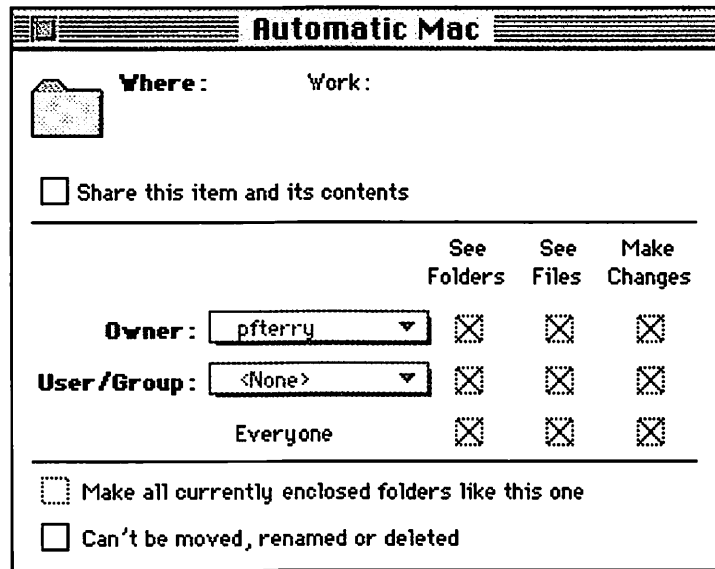 Automatic Mac
Where: Work:
Share this item and its contents
See Folders See Files Make Changes
Owner: pfterry
User/Group: <None>
Everyone
Make all currently enclosed folders like this one
Can't be moved, renamed or deleted